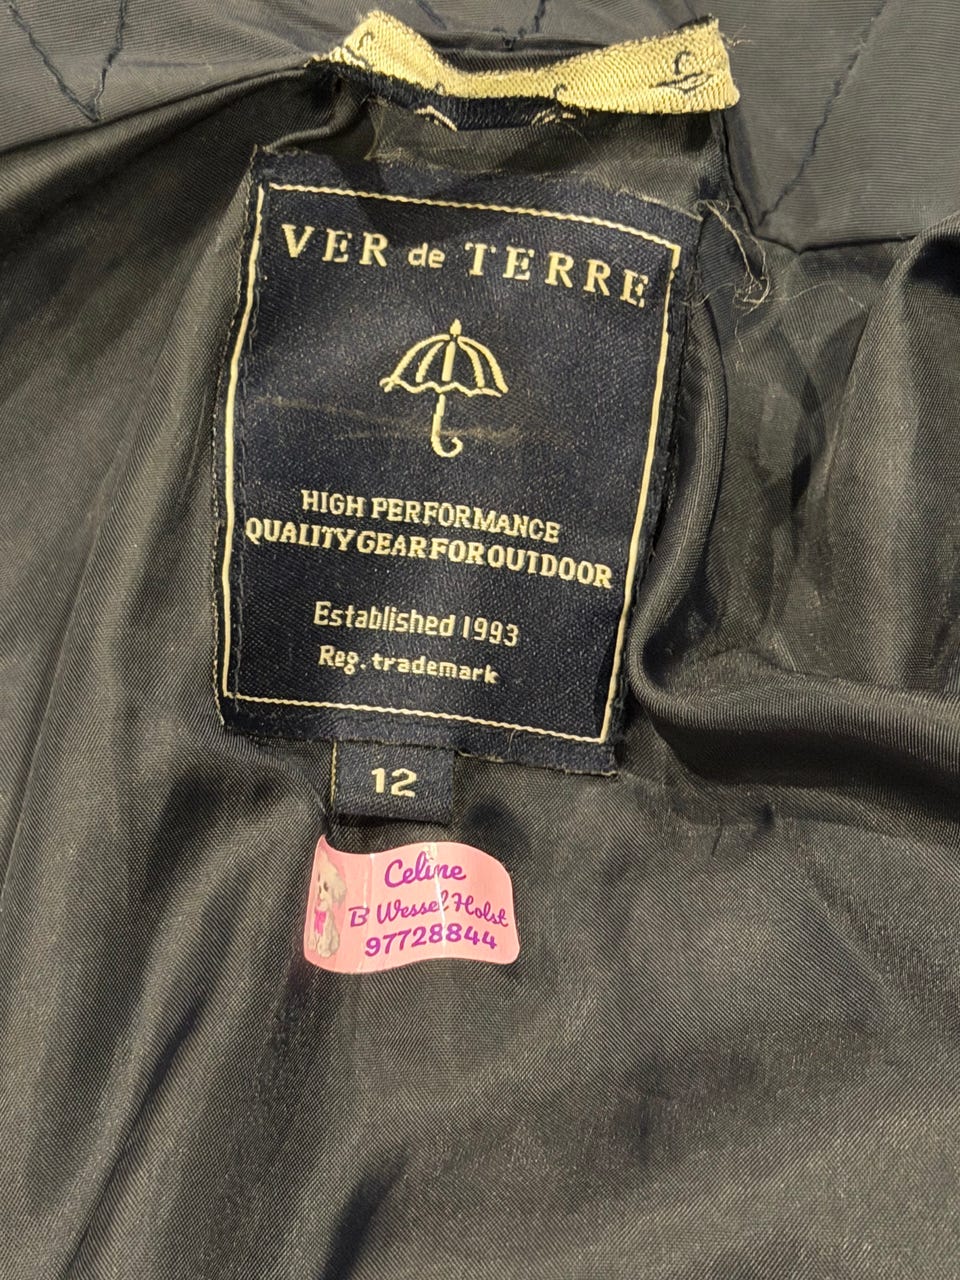 VER de TERRE
HIGH PERFORMANCE
QUALITY GEAR FOR OUTDOOR
Established 1993
Reg. trademark
12
Celine
B Wessel Holst
97728844